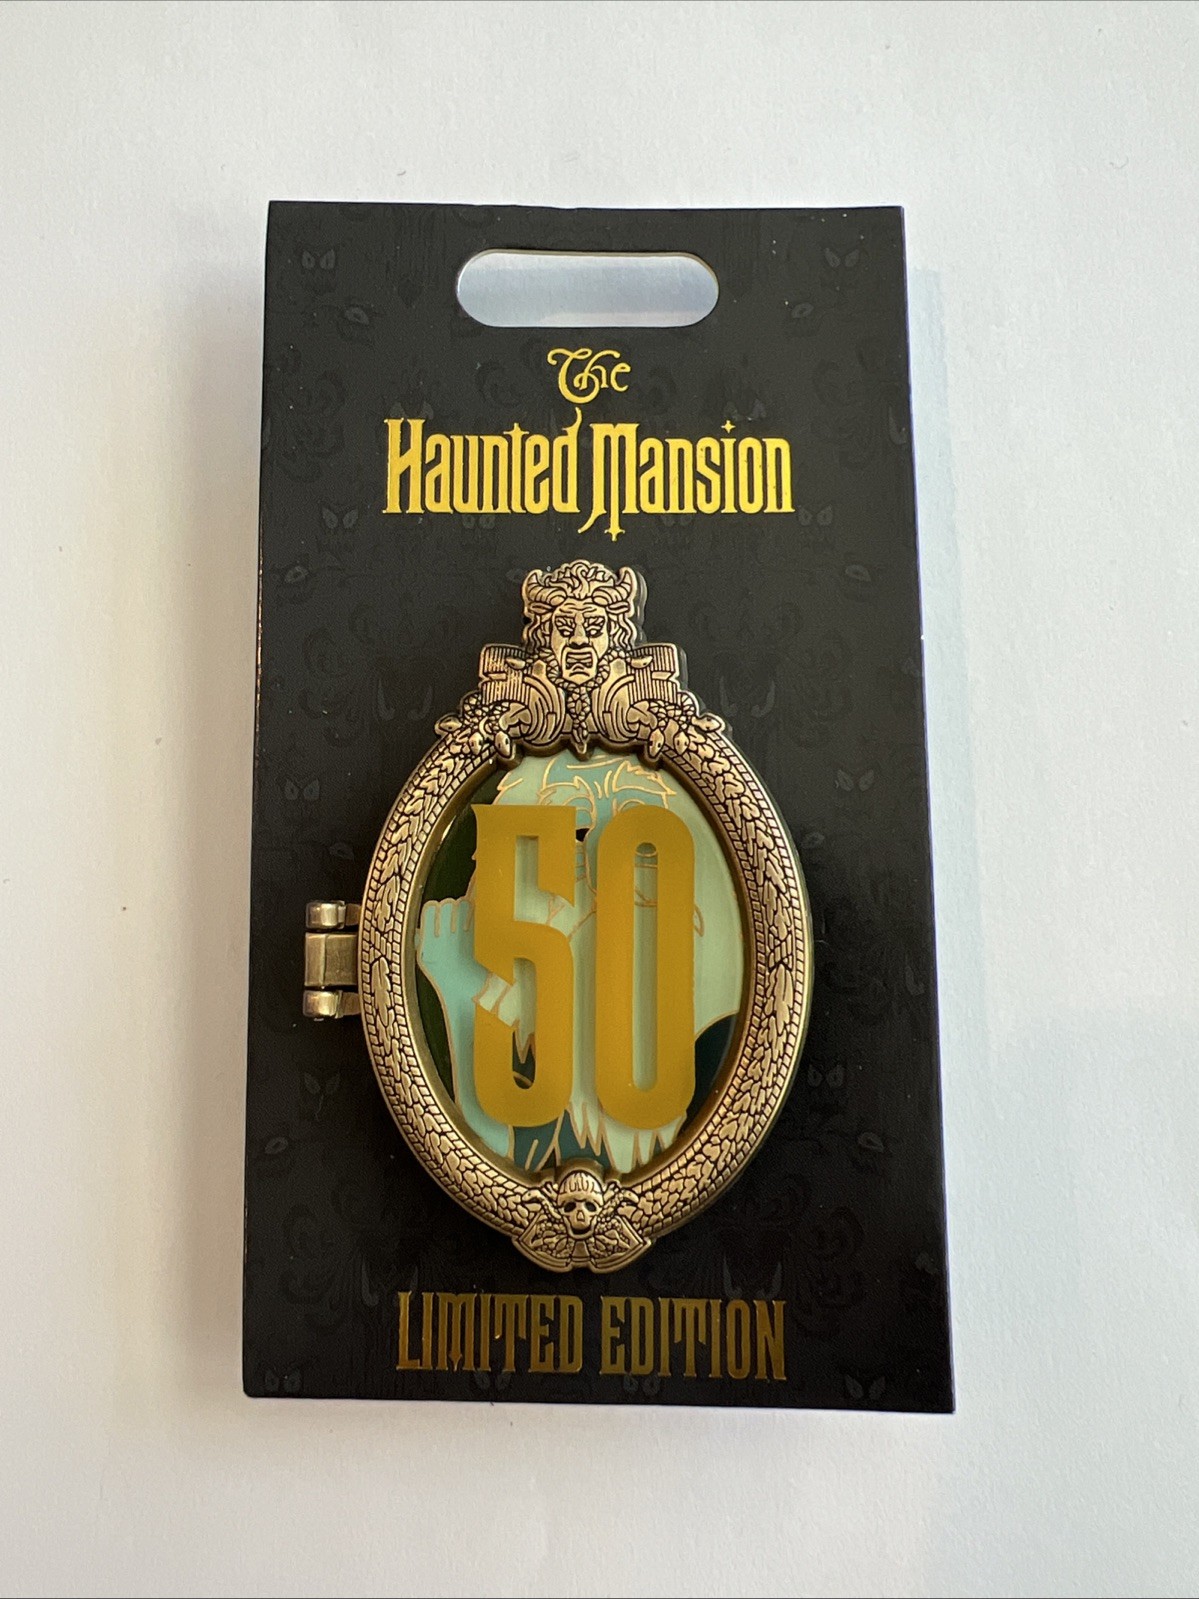 The
Haunted Mansion
50
LIMITED EDITION